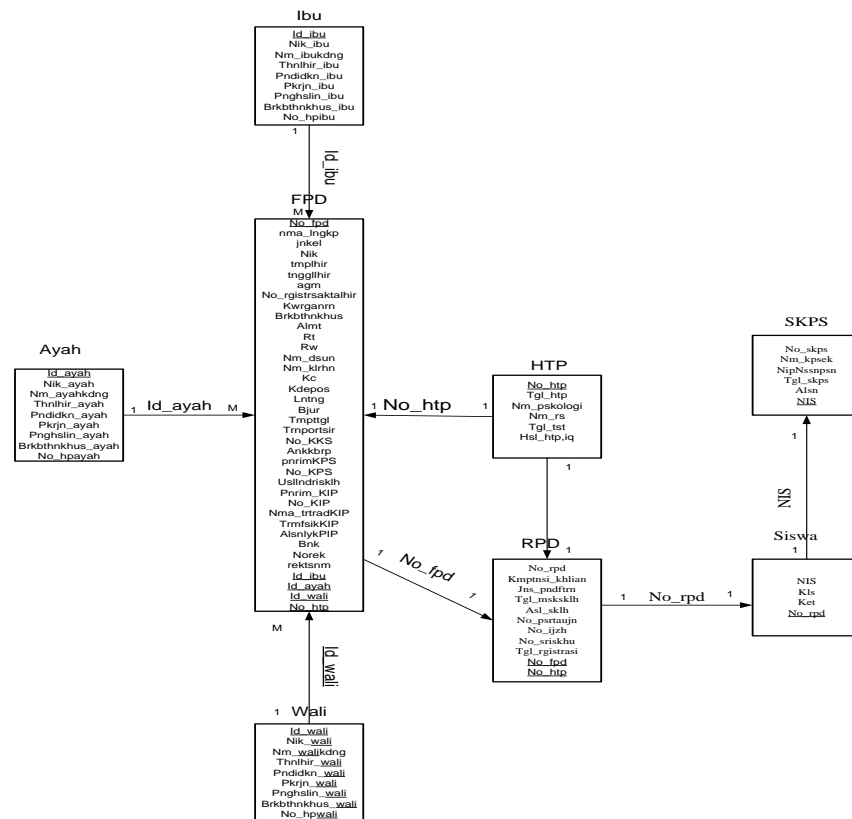 Ibu
Id_ibu
Nik_ibu
Nm_ibukdng
Thnlhir_ibu
Pndidkn_ibu
Pkrjn_ibu
Pnghslin_ibu
Brkbthnkhus_ibu
No_hpibu
1
Id_ibu
FPD
M
No_fpd
nma_lngkp
jnkel
Nik
tmplhir
tnggllhir
agm
No_rgistrsaktalhir
Kwrganrn
Brkbthnkhus
Almt
Rt
Rw
Nm_dsun
Nm_klrhn
Kc
Kdepos
Lntng
Bjur
Tmpttgl
Trnportsir
No_KKS
Ankkbrp
pnrimKPS
No_KPS
Usllndrisklh
Pnrim_KIP
No_KIP
Nma_trtradKIP
TrmfsikKIP
AlsnlykPIP
Bnk
Norek
rektsnm
Id_ibu
Id_ayah
Id_wali
No_htp
M
Ayah
Id_ayah
Nik_ayah
Nm_ayahkdng
Thnlhir_ayah
Pndidkn_ayah
Pkrjn_ayah
Pnghslin_ayah
Brkbthnkhus_ayah
No_hpayah
1 Id_ayah M
HTP
No_htp
Tgl_htp
Nm_pskologi
Nm_rs
Tgl_tst
Hsl_htp,iq
1 No_htp 1
1
SKPS
No_skps
Nm_kpsek
NipNssnpsn
Tgl_skps
Alsn
NIS
1
NIS
Siswa
1
NIS
Kls
Ket
No_rpd
RPD
1
No_rpd
Kmptnsi_khlian
Jns_pndftrn
Tgl_msksklh
Asl_sklh
No_psrtaujn
No_ijzh
No_sriskhu
Tgl_rgistrasi
No_fpd
No_htp
1 No_fpd 1
1 No_rpd 1
Id_wali
1 Wali
Id_wali
Nik_wali
Nm_walikdng
Thnlhir_wali
Pndidkn_wali
Pkrjn_wali
Pnghslin_wali
Brkbthnkhus_wali
No_hpwali